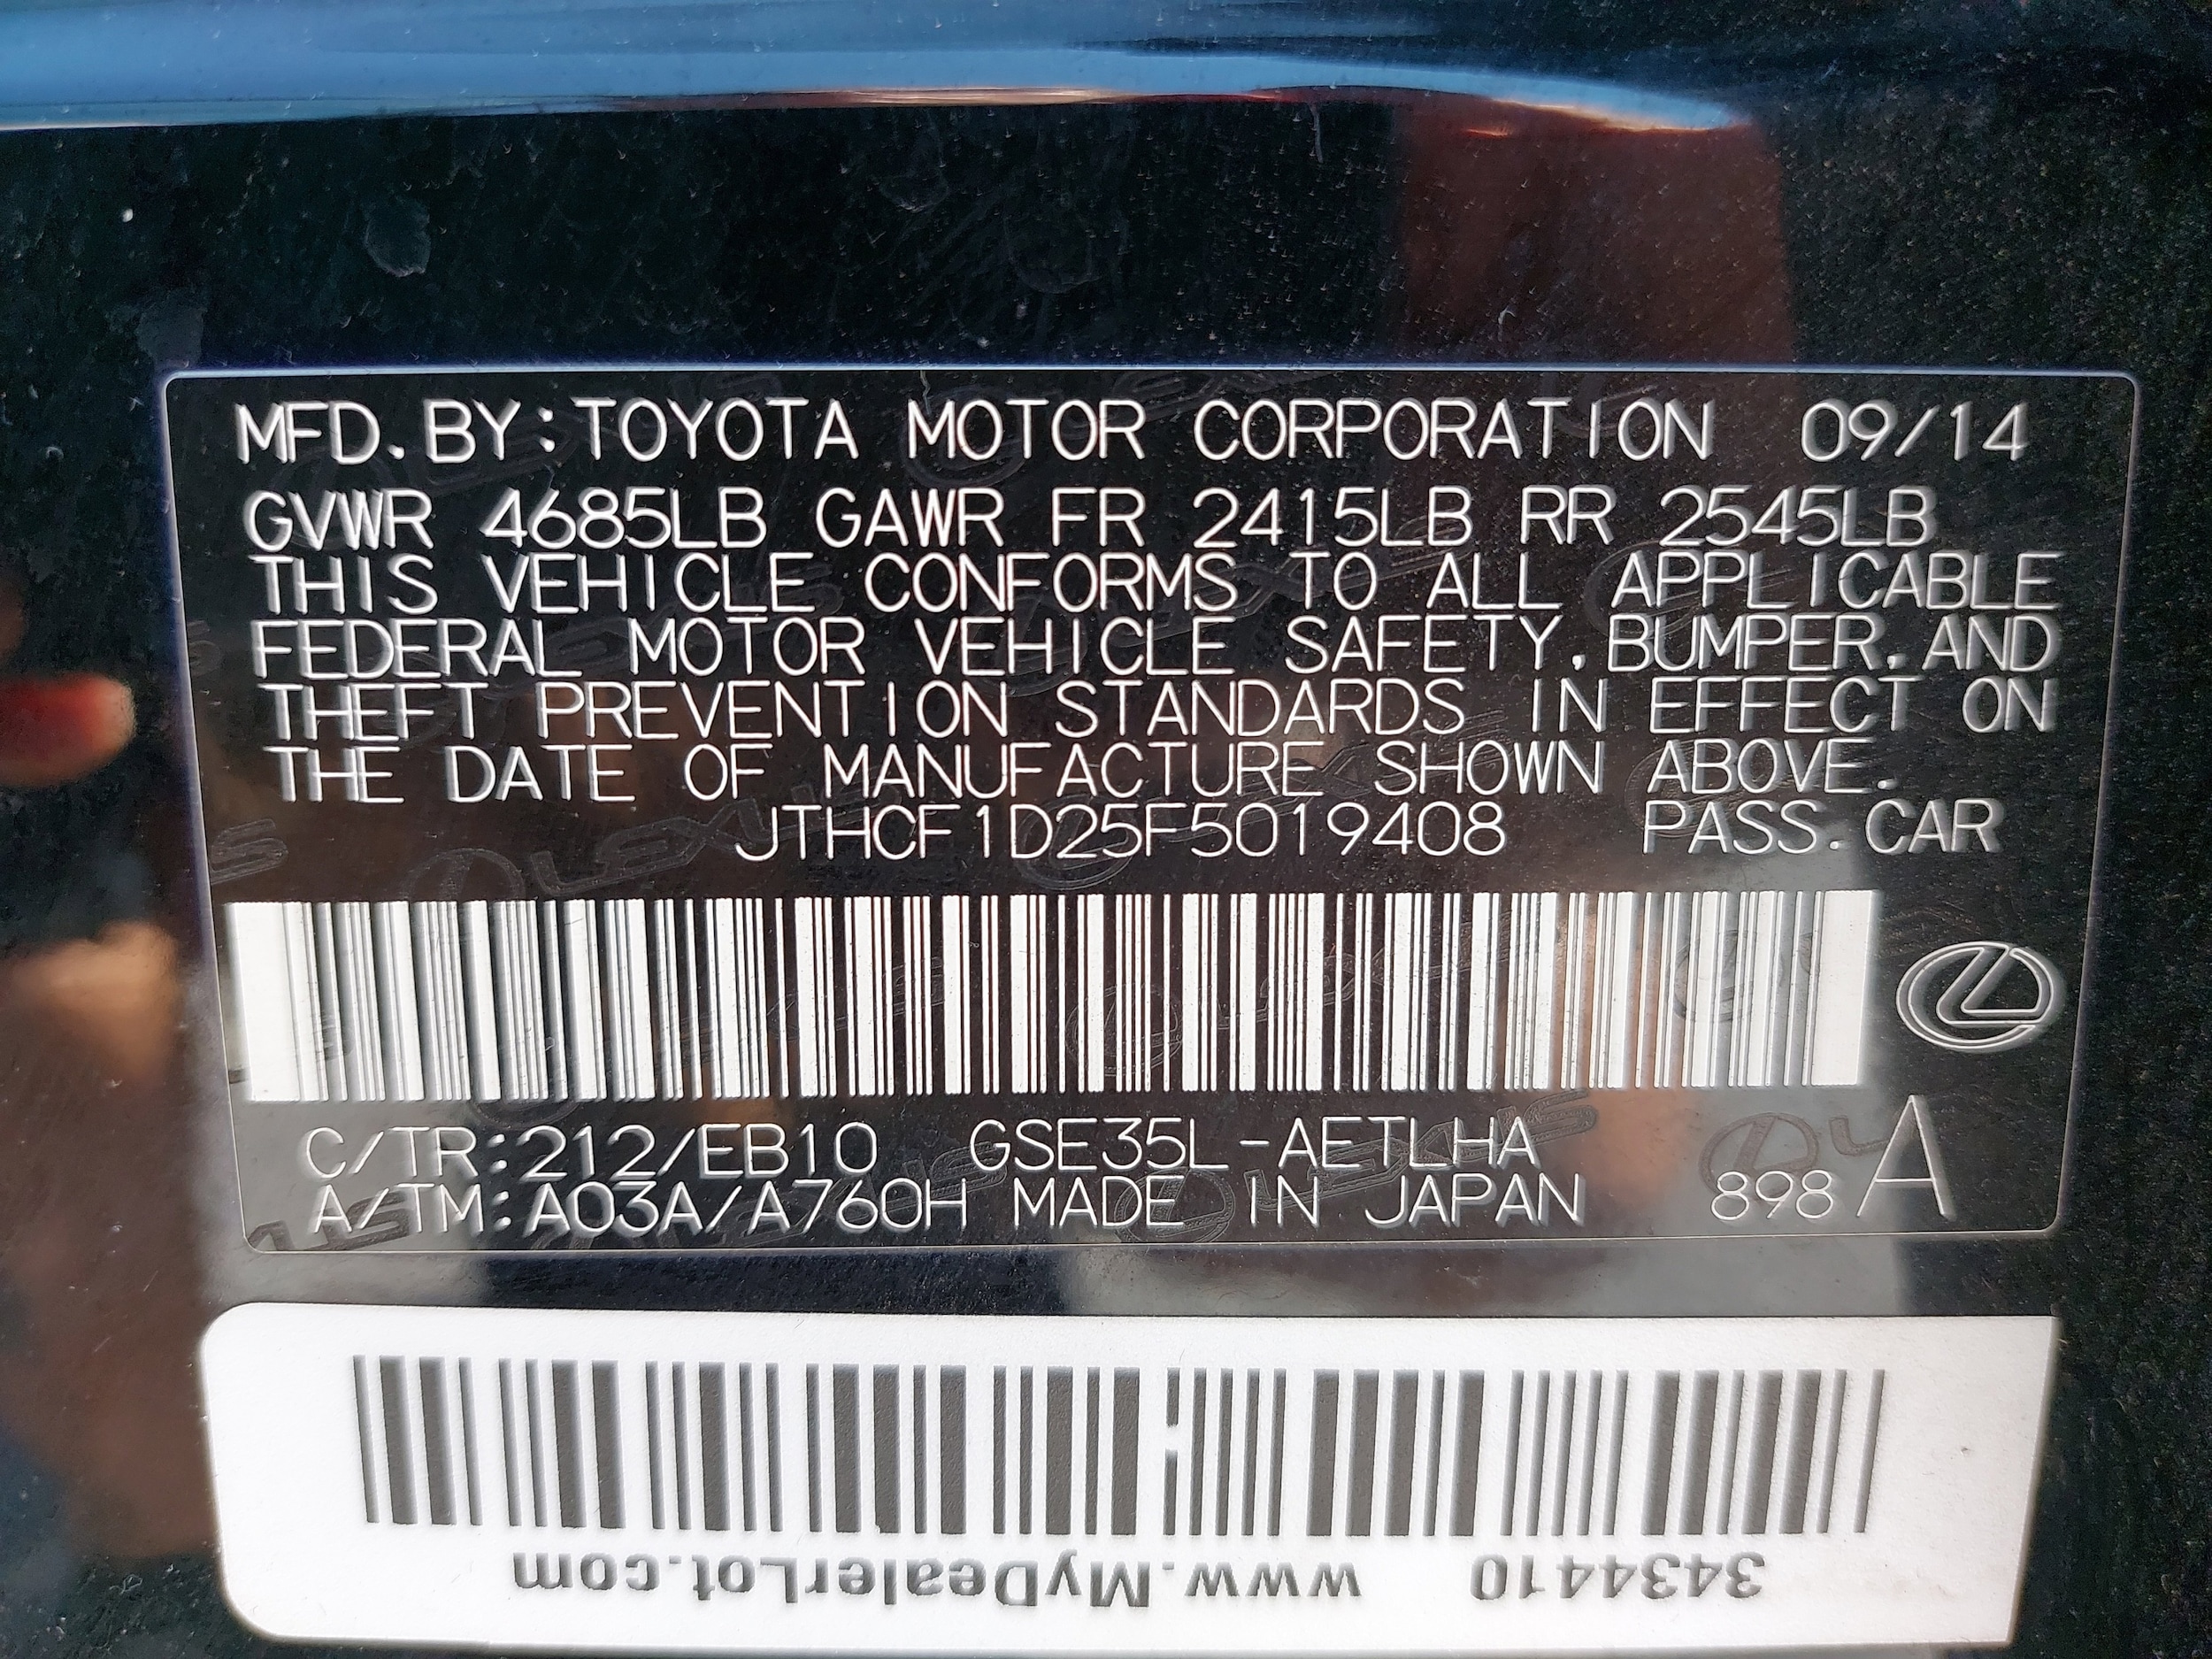 MFD.BY:TOYOTA MOTOR CORPORATION 09/14
GVWR 4685LB GAWR FR 2415LB RR 2545LB
THIS VEHICLE CONFORMS TO ALL APPLICABLE
FEDERAL MOTOR VEHICLE SAFETY,BUMPER,AND
THEFT PREVENTION STANDARDS IN EFFECT ON
THE DATE OF MANUFACTURE SHOWN ABOVE.
JTHCF1D25F5019408 PASS.CAR
C/TR:212/EB10 GSE35L-AETLHA
A/TM:A03A/A760H MADE IN JAPAN 898 A
3434410 www.MyDealerLot.com